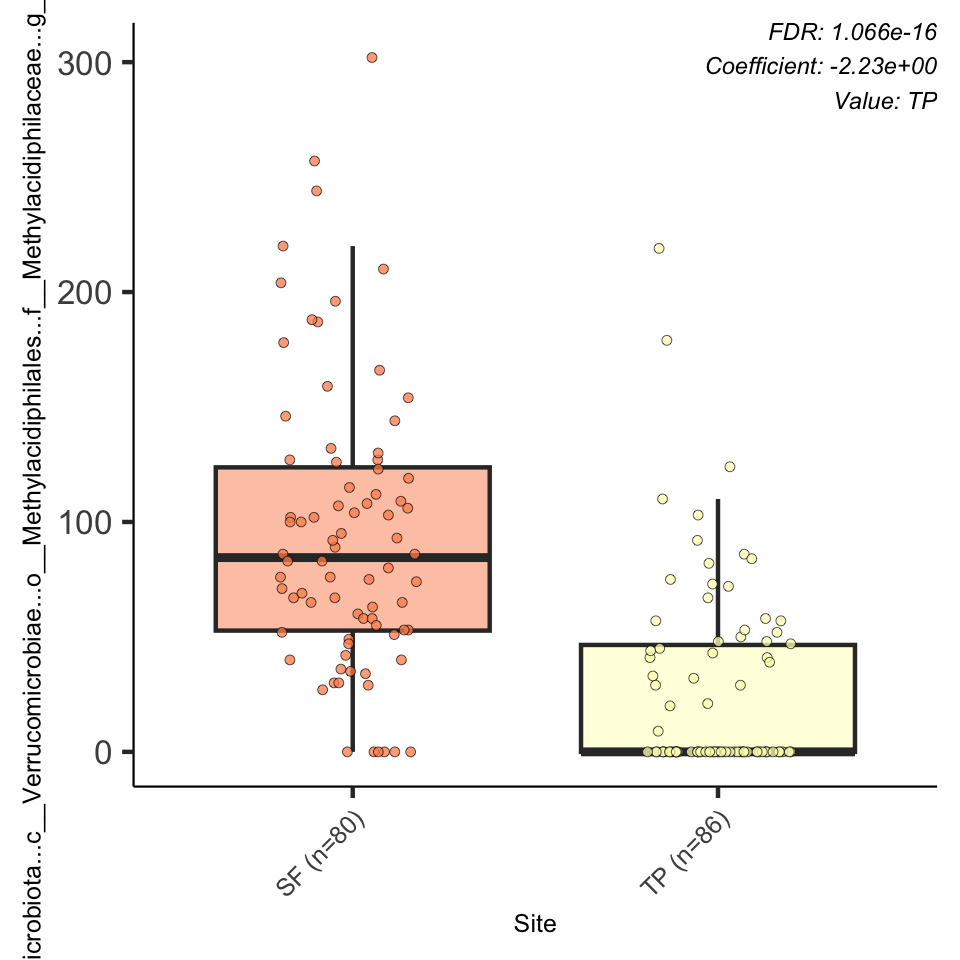 FDR: 1.066e-16
Coefficient: -2.23e+00
Value: TP
icrobiota...c__Verrucomicrobiae...o__Methylacidiphilales...f__Methylacidiphilaceae...g_
300
200
100
0
SF (n=80)
TP (n=86)
Site